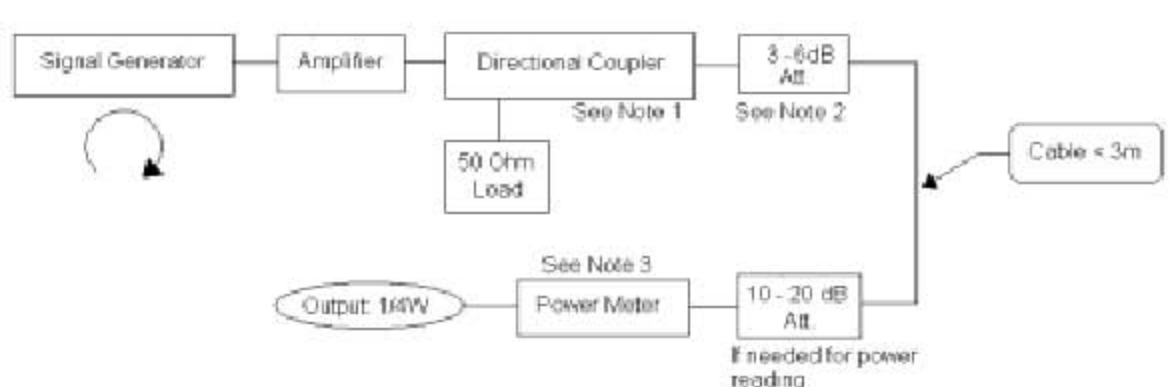 Signal Generator
Amplifier
Directional Coupler
3 - 6dB
Att.
See Note 1
See Note 2
50 Ohm
Load
Cable < 3m
See Note 3
Output: 1/4W
Power Meter
10 - 20 dB
Att.
If needed for power
reading